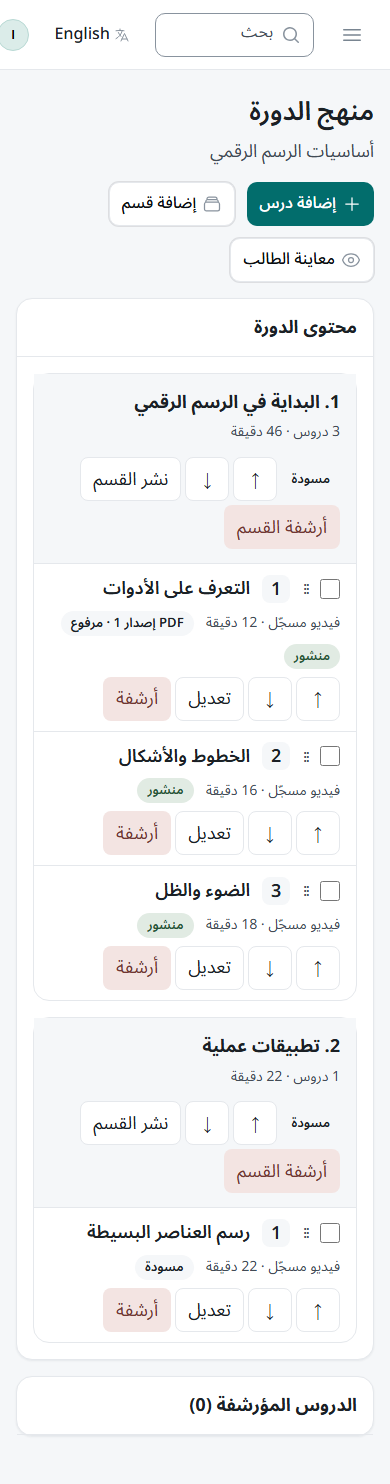 بحث
English
ا
منهج الدورة
أساسيات الرسم الرقمي
إضافة درس
إضافة قسم
معاينة الطالب
محتوى الدورة
1. البداية في الرسم الرقمي
3 دروس · 46 دقيقة
مسودة ↑ ↓ نشر القسم
أرشفة القسم
1 التعرف على الأدوات
فيديو مسجّل · 12 دقيقة PDF إصدار 1 · مرفوع
منشور
↑ ↓ تعديل أرشفة
2 الخطوط والأشكال
فيديو مسجّل · 16 دقيقة منشور
↑ ↓ تعديل أرشفة
3 الضوء والظل
فيديو مسجّل · 18 دقيقة منشور
↑ ↓ تعديل أرشفة
2. تطبيقات عملية
1 دروس · 22 دقيقة
مسودة ↑ ↓ نشر القسم
أرشفة القسم
1 رسم العناصر البسيطة
فيديو مسجّل · 22 دقيقة مسودة
↑ ↓ تعديل أرشفة
الدروس المؤرشفة (0)